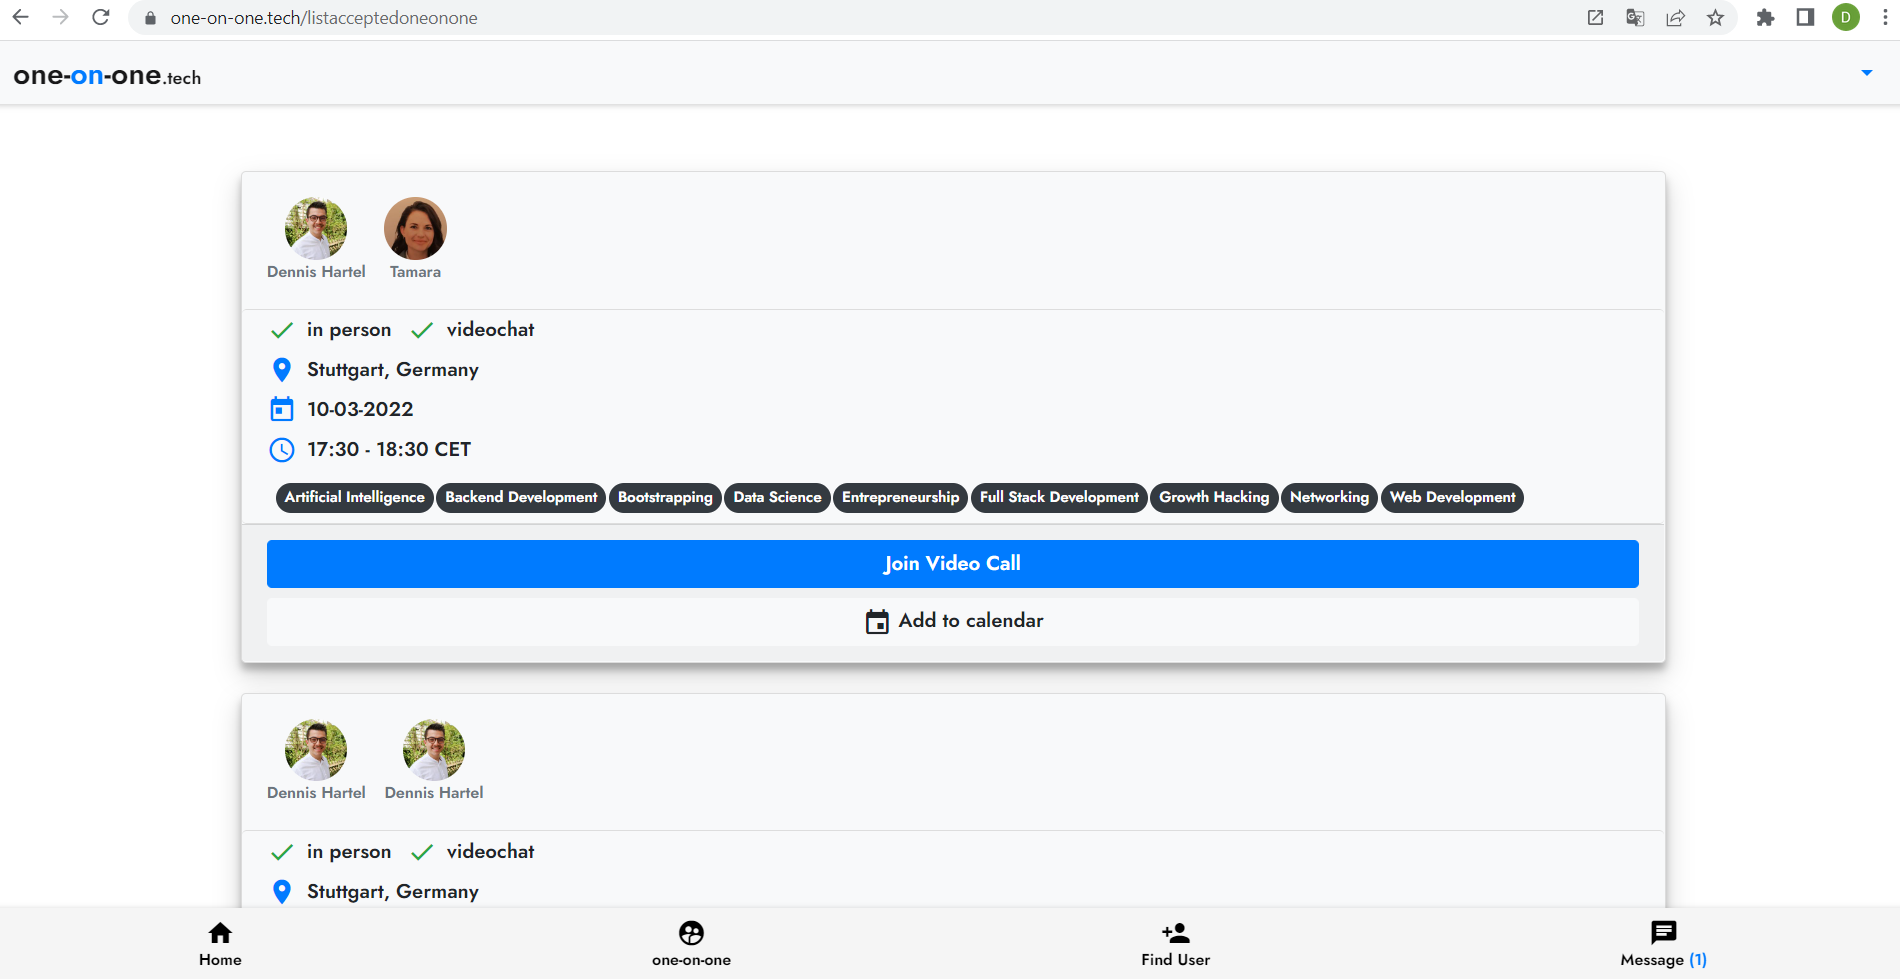 one-on-one.tech/listacceptedoneonone
D
one-on-one.tech
Dennis Hartel Tamara
in person videochat
Stuttgart, Germany
10-03-2022
17:30 - 18:30 CET
Artificial Intelligence Backend Development Bootstrapping Data Science Entrepreneurship Full Stack Development Growth Hacking Networking Web Development
Join Video Call
Add to calendar
Dennis Hartel Dennis Hartel
in person videochat
Stuttgart, Germany
Home one-on-one Find User Message (1)